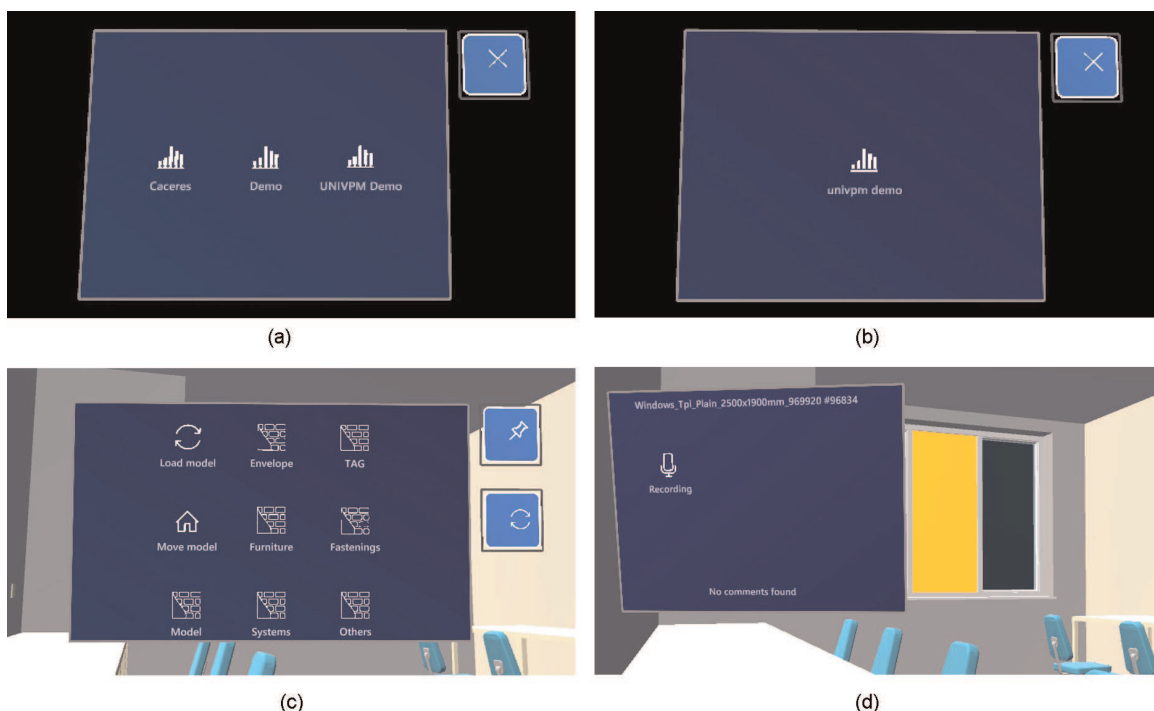 Caceres Demo UNIVPM Demo
(a)
univpm demo
(b)
Load model Envelope TAG
Move model Furniture Fastenings
Model Systems Others
(c)
Windows_Tpl_Plain_2500x1900mm_969920 #96834
Recording
No comments found
(d)